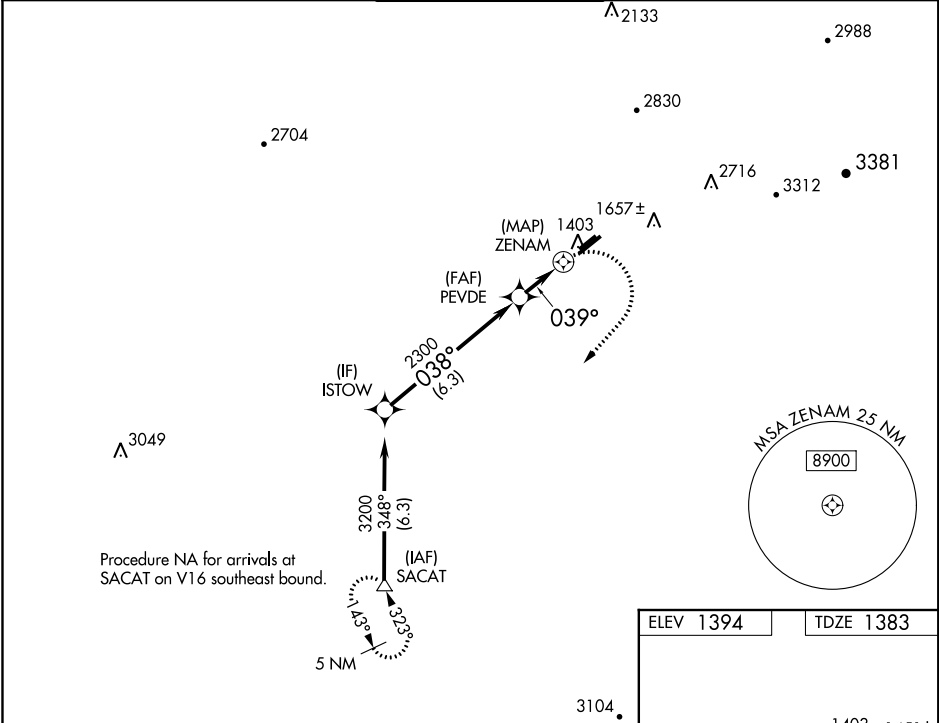 2133
2988
2830
2704
2716
3312
3381
1657±
(MAP) 1403
ZENAM
(FAF)
PEVDE
039°
2300
038°
(6.3)
(IF)
ISTOW
3049
MSA ZENAM 25 NM
8900
3200
348°
(6.3)
Procedure NA for arrivals at
SACAT on V16 southeast bound.
(IAF)
SACAT
143°
323°
5 NM
ELEV 1394
TDZE 1383
3104
1403